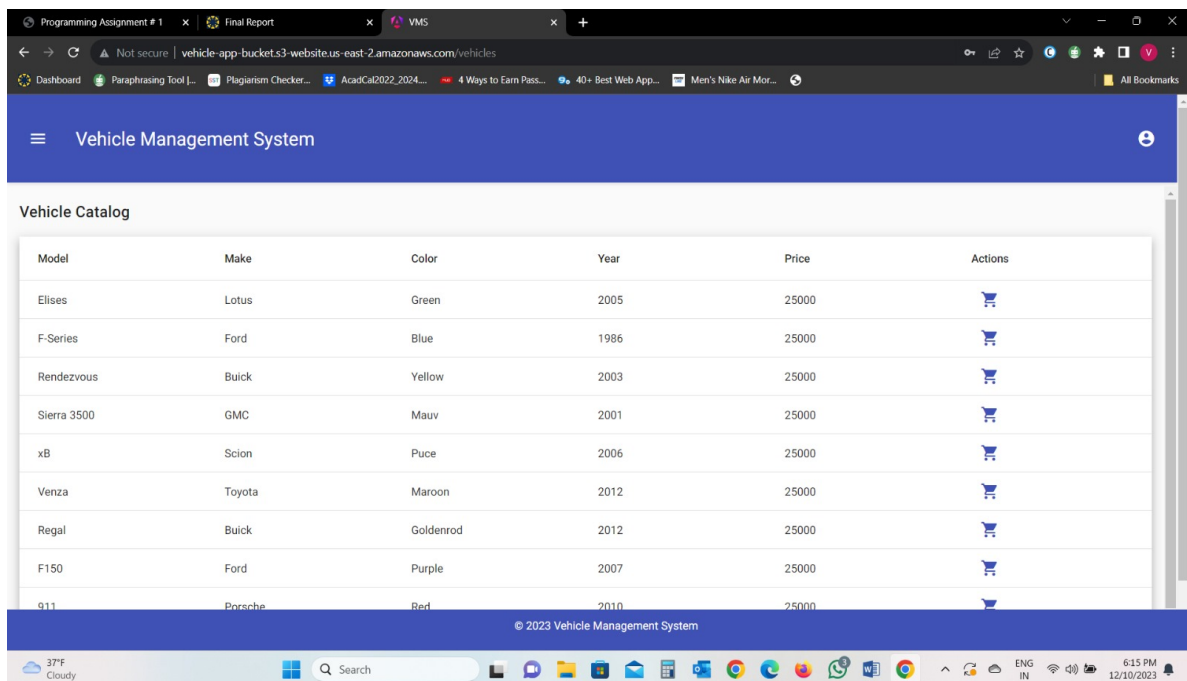 Programming Assignment # 1 Final Report VMS
Not secure vehicle-app-bucket.s3-website.us-east-2.amazonaws.com/vehicles V
Dashboard Paraphrasing Tool |... Plagiarism Checker... AcadCal2022_2024.... 4 Ways to Earn Pass... 40+ Best Web App... Men's Nike Air Mor... All Bookmarks
Vehicle Management System
Vehicle Catalog
Model Make Color Year Price Actions
Elises Lotus Green 2005 25000
F-Series Ford Blue 1986 25000
Rendezvous Buick Yellow 2003 25000
Sierra 3500 GMC Mauv 2001 25000
xB Scion Puce 2006 25000
Venza Toyota Maroon 2012 25000
Regal Buick Goldenrod 2012 25000
F150 Ford Purple 2007 25000
911 Porsche Red 2010 25000
© 2023 Vehicle Management System
37°F Search ENG 6:15 PM
Cloudy IN 12/10/2023